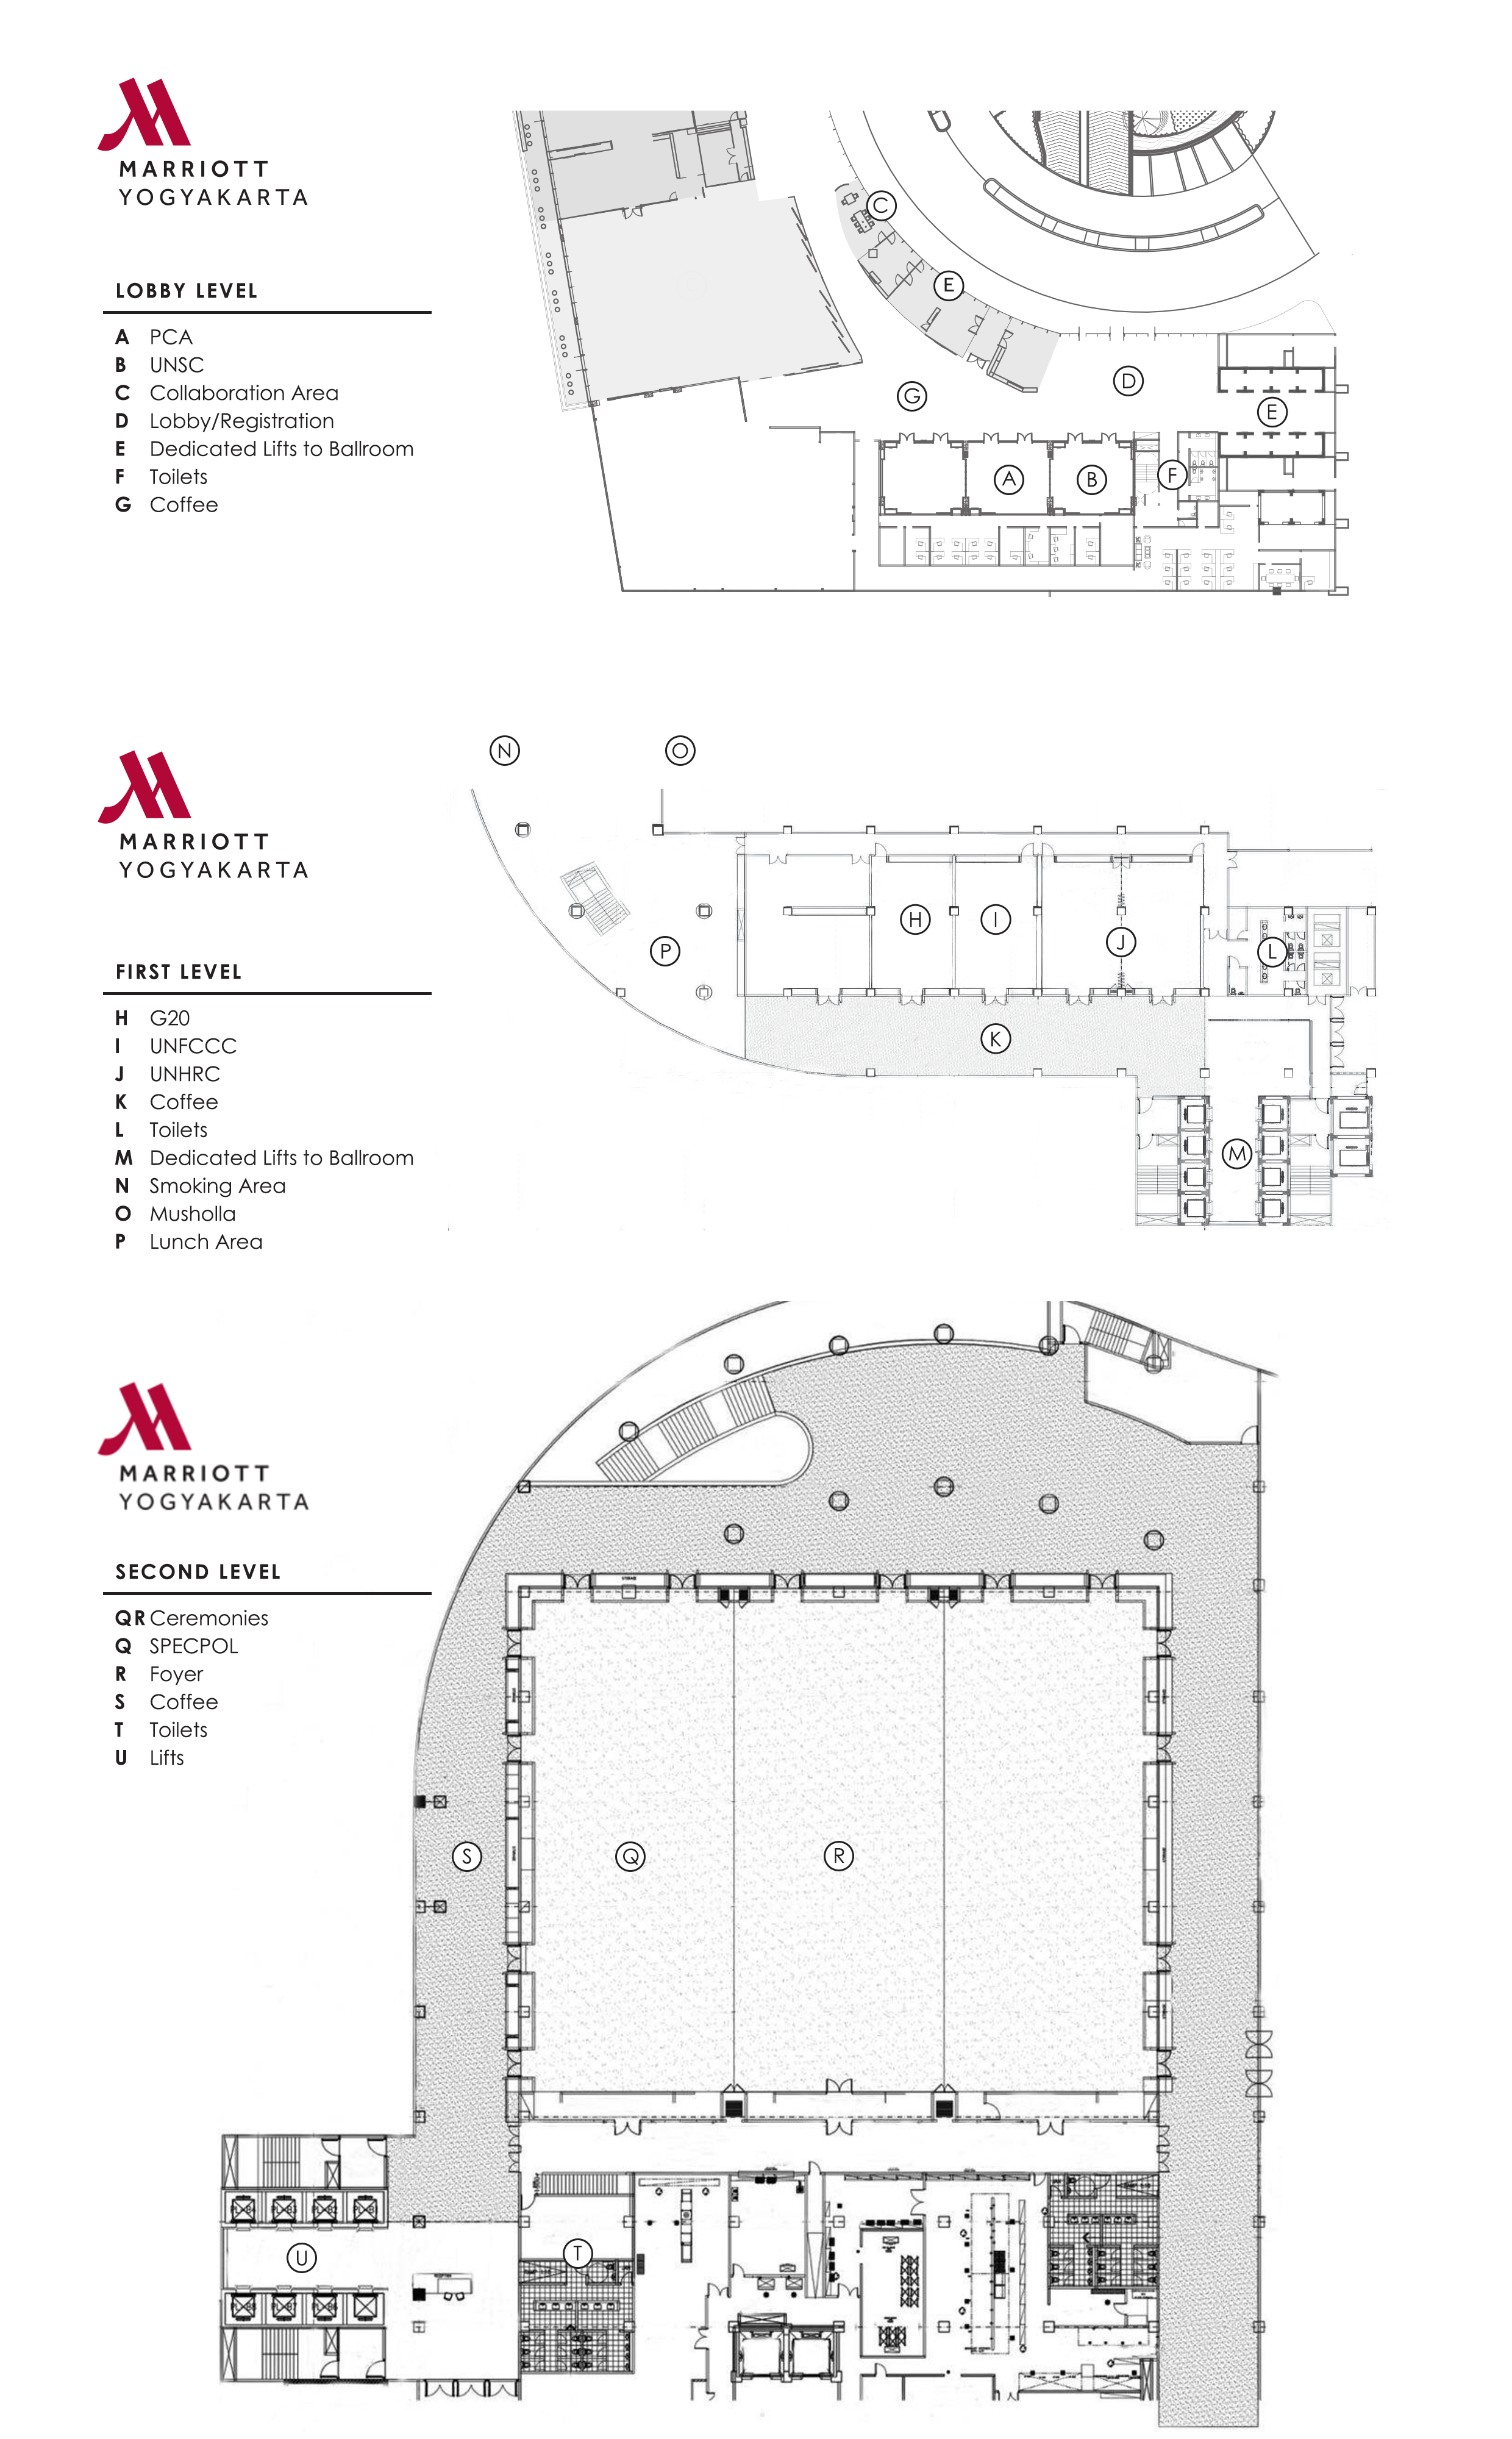 MARRIOTT
YOGYAKARTA
LOBBY LEVEL
A PCA
B UNSC
C Collaboration Area
D Lobby/Registration
E Dedicated Lifts to Ballroom
F Toilets
G Coffee
C
E
D
G
E
A
B
F
MARRIOTT
YOGYAKARTA
FIRST LEVEL
H G20
I UNFCCC
J UNHRC
K Coffee
L Toilets
M Dedicated Lifts to Ballroom
N Smoking Area
O Musholla
P Lunch Area
N
O
H
I
J
P
L
K
M
MARRIOTT
YOGYAKARTA
SECOND LEVEL
QR Ceremonies
Q SPECPOL
R Foyer
S Coffee
T Toilets
U Lifts
S
Q
R
T
U